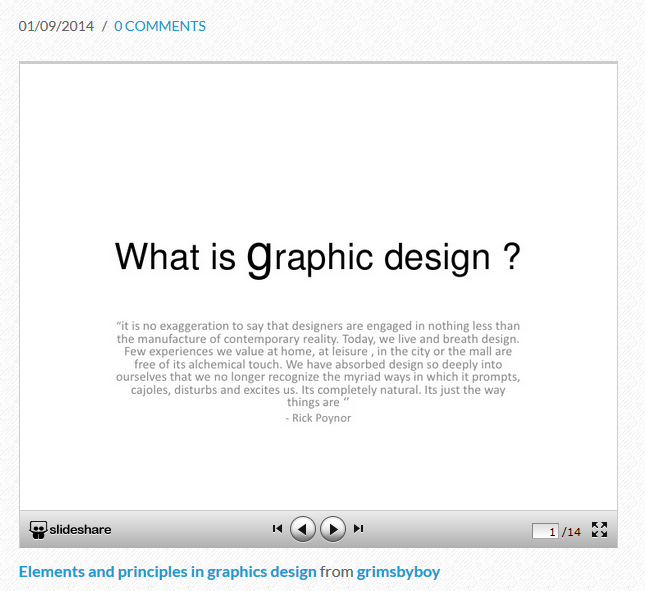 01/09/2014 / 0 COMMENTS
What is graphic design ?
“it is no exaggeration to say that designers are engaged in nothing less than
the manufacture of contemporary reality. Today, we live and breath design.
Few experiences we value at home, at leisure , in the city or the mall are
free of its alchemical touch. We have absorbed design so deeply into
ourselves that we no longer recognize the myriad ways in which it prompts,
cajoles, disturbs and excites us. Its completely natural. Its just the way
things are “
- Rick Poynor
slideshare
1 /14
Elements and principles in graphics design from grimsbyboy